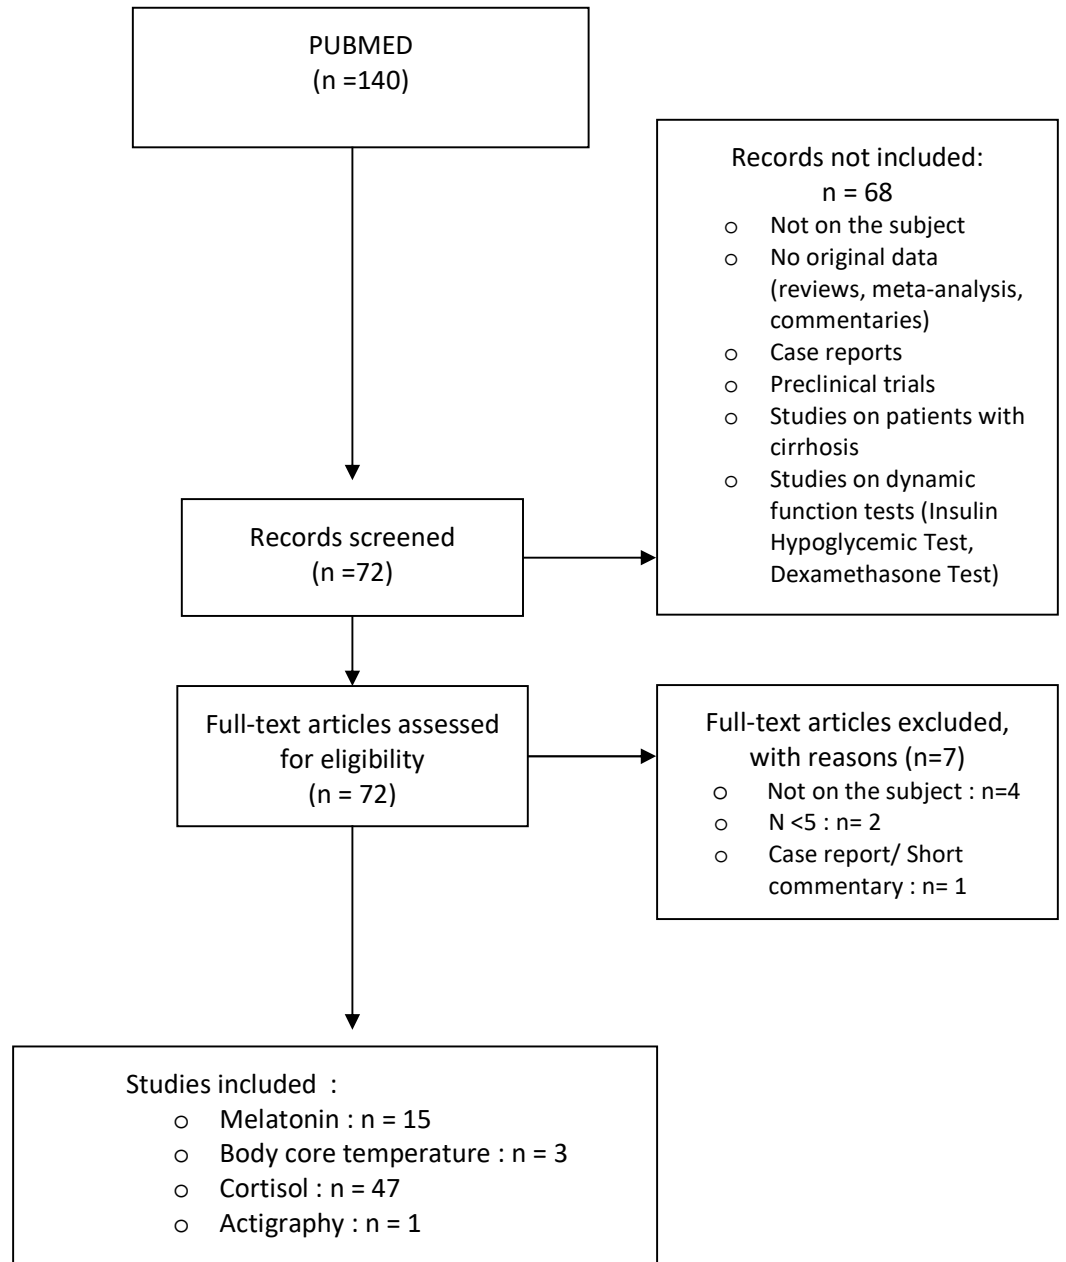 PUBMED
(n =140)
Records not included:
n = 68
o Not on the subject
o No original data
(reviews, meta-analysis,
commentaries)
o Case reports
o Preclinical trials
o Studies on patients with
cirrhosis
o Studies on dynamic
function tests (Insulin
Hypoglycemic Test,
Dexamethasone Test)
Records screened
(n =72)
Full-text articles assessed
for eligibility
(n = 72)
Full-text articles excluded,
with reasons (n=7)
o Not on the subject : n=4
o N <5 : n= 2
o Case report/ Short
commentary : n= 1
Studies included :
o Melatonin : n = 15
o Body core temperature : n = 3
o Cortisol : n = 47
o Actigraphy : n = 1